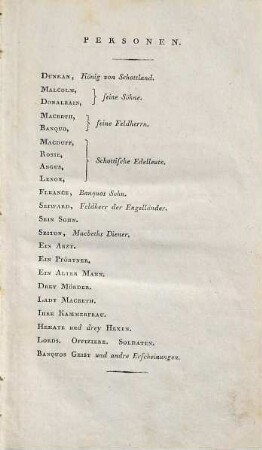 PERSONEN.
DUNKAN, König von Schottland.
MALCOLM,
DONALBAIN, } seine Söhne.
MACBETH,
BANQUO, } seine Feldherrn.
MACDUFF,
ROSSE,
ANGUS,
LENOX, } Schottische Edelleute.
FLEANCE, Banquos Sohn.
SEIWARD, Feldherr der Engelländer.
SEIN SOHN.
SEITON, Macbeths Diener.
EIN ARZT.
EIN PFÖRTNER.
EIN ALTER MANN.
DREY MÖRDER.
LADY MACBETH.
IHRE KAMMERFRAU.
HEKATE und drey HEXEN.
LORDS. OFFIZIERE. SOLDATEN.
BANQUOS GEIST und andre Erscheinungen.